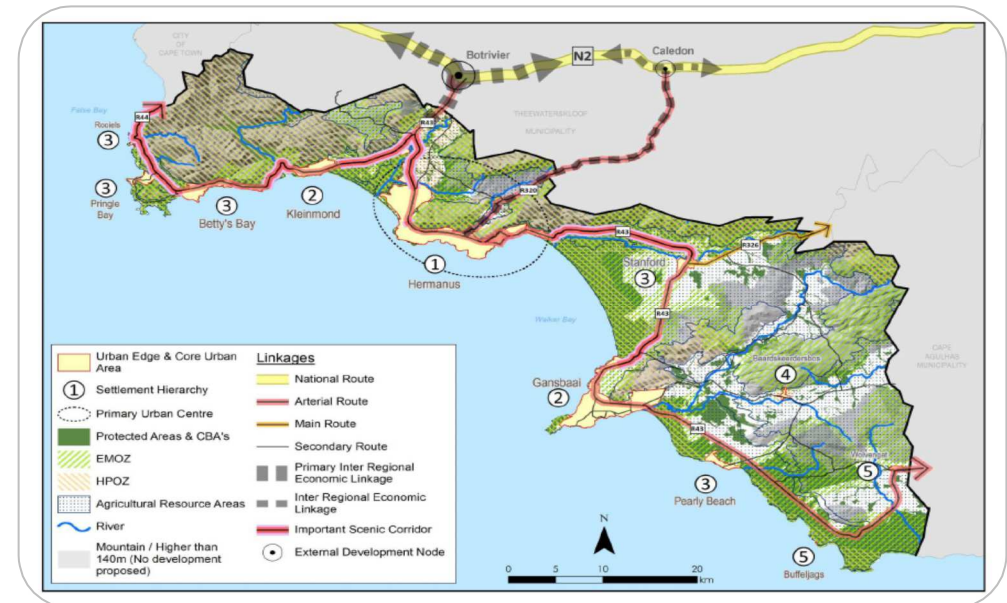 CITY
OF
CAPE TOWN
Botrivier
N2
Caledon
THEEWATERSKLOOF
MUNICIPALITY
False Bay
R44
Rooiels
3
R43
3
Pringle
Bay
3
Betty's Bay
2
Kleinmond
R320
1
Hermanus
R43
R326
Stanford
3
Walker Bay
R43
CAPE
AGULHAS
MUNICIPALITY
Baardskeerdersbos
4
Gansbaai
2
R43
Wolvengat
5
3
Pearly Beach
5
Buffeljags
Urban Edge & Core Urban
Area
1
Settlement Hierarchy
Primary Urban Centre
Protected Areas & CBA's
EMOZ
HPOZ
Agricultural Resource Areas
River
Mountain / Higher than
140m (No development
proposed)
Linkages
National Route
Arterial Route
Main Route
Secondary Route
Primary Inter Regional
Economic Linkage
Inter Regional Economic
Linkage
Important Scenic Corridor
External Development Node
N
0 5 10 20
km